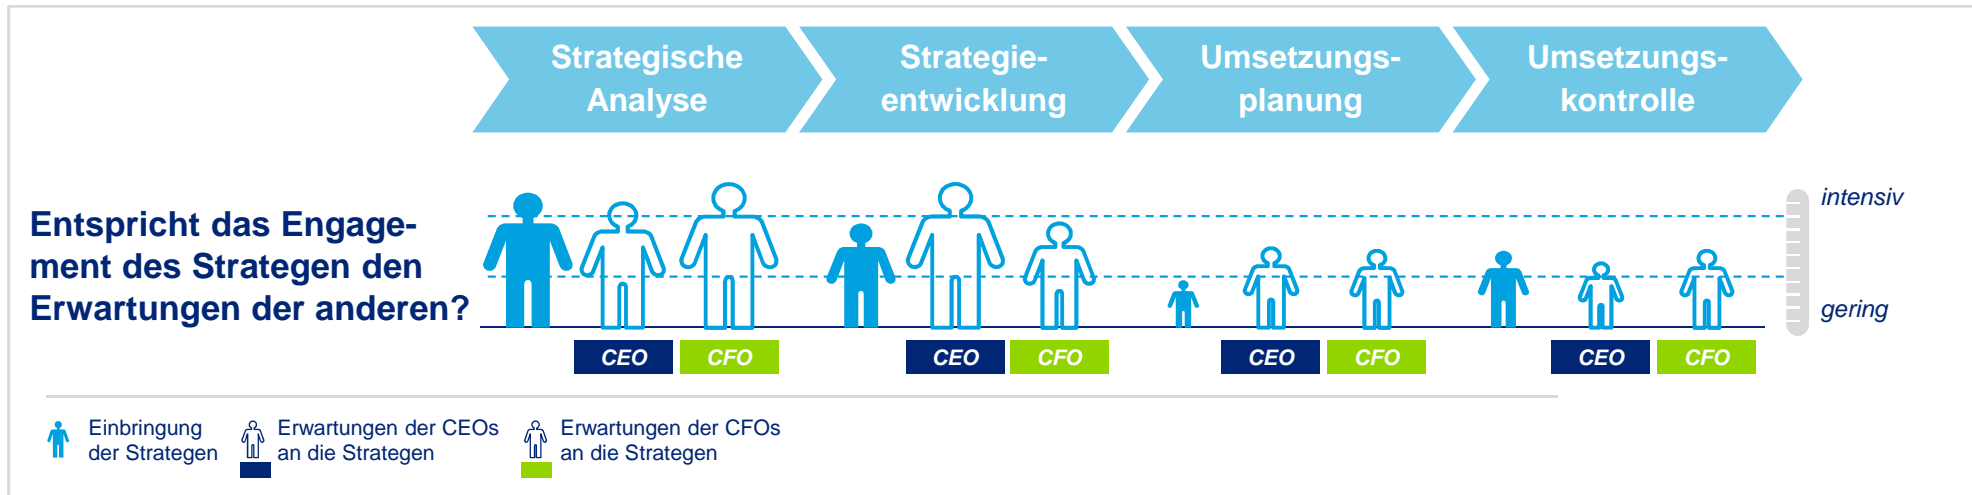 Strategische
Analyse
Strategie-
entwicklung
Umsetzungs-
planung
Umsetzungs-
kontrolle
Entspricht das Engage-
ment des Strategen den
Erwartungen der anderen?
intensiv
gering
CEO
CFO
CEO
CFO
CEO
CFO
CEO
CFO
Einbringung
der Strategen
Erwartungen der CEOs
an die Strategen
Erwartungen der CFOs
an die Strategen